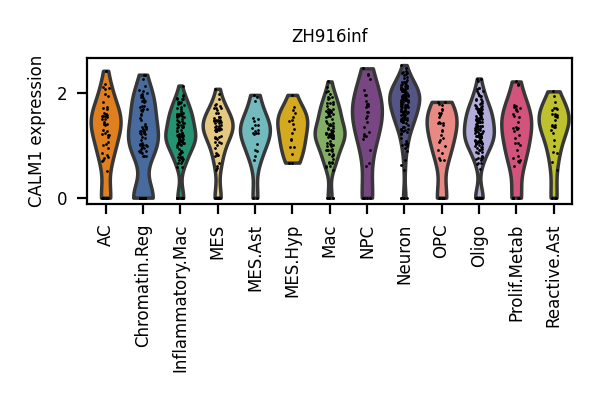 ZH916inf
CALM1 expression
2
0
AC
Chromatin.Reg
Inflammatory.Mac
MES
MES.Ast
MES.Hyp
Mac
NPC
Neuron
OPC
Oligo
Prolif.Metab
Reactive.Ast